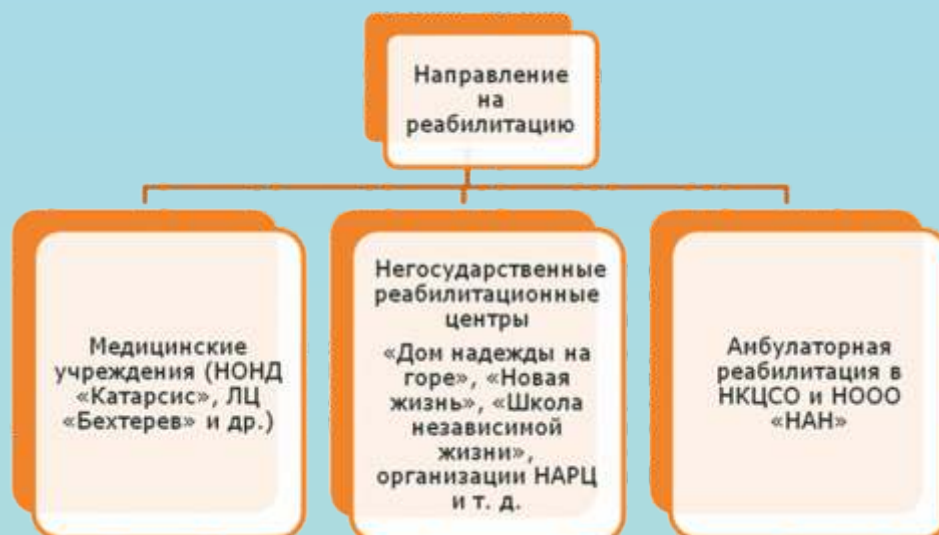 Направление
на
реабилитацию
Медицинские
учреждения (НОНД
«Катарсис», ЛЦ
«Бехтерев» и др.)
Негосударственные
реабилитационные
центры
«Дом надежды на
горе», «Новая
жизнь», «Школа
независимой
жизни»,
организации НАРЦ
и т. д.
Амбулаторная
реабилитация в
НКЦСО и НООО
«НАН»